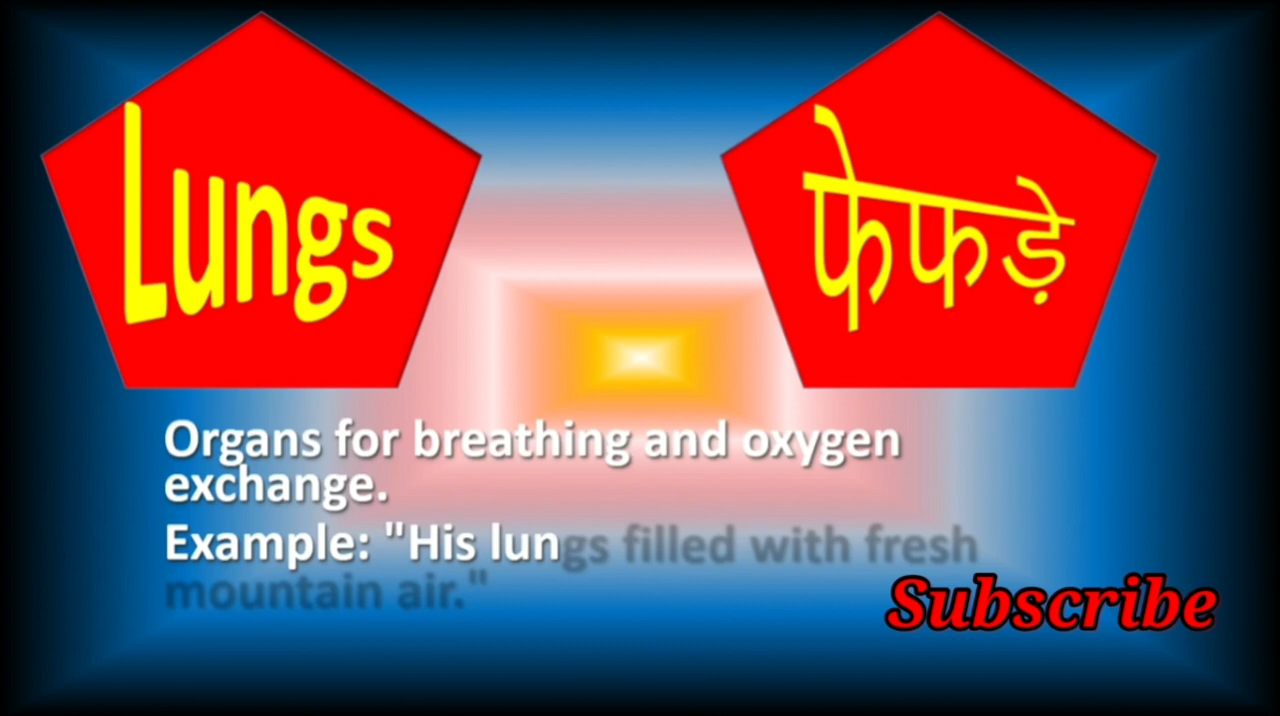 Lungs
फेफड़े
Organs for breathing and oxygen
exchange.
Example: "His lungs filled with fresh
mountain air."
Subscribe